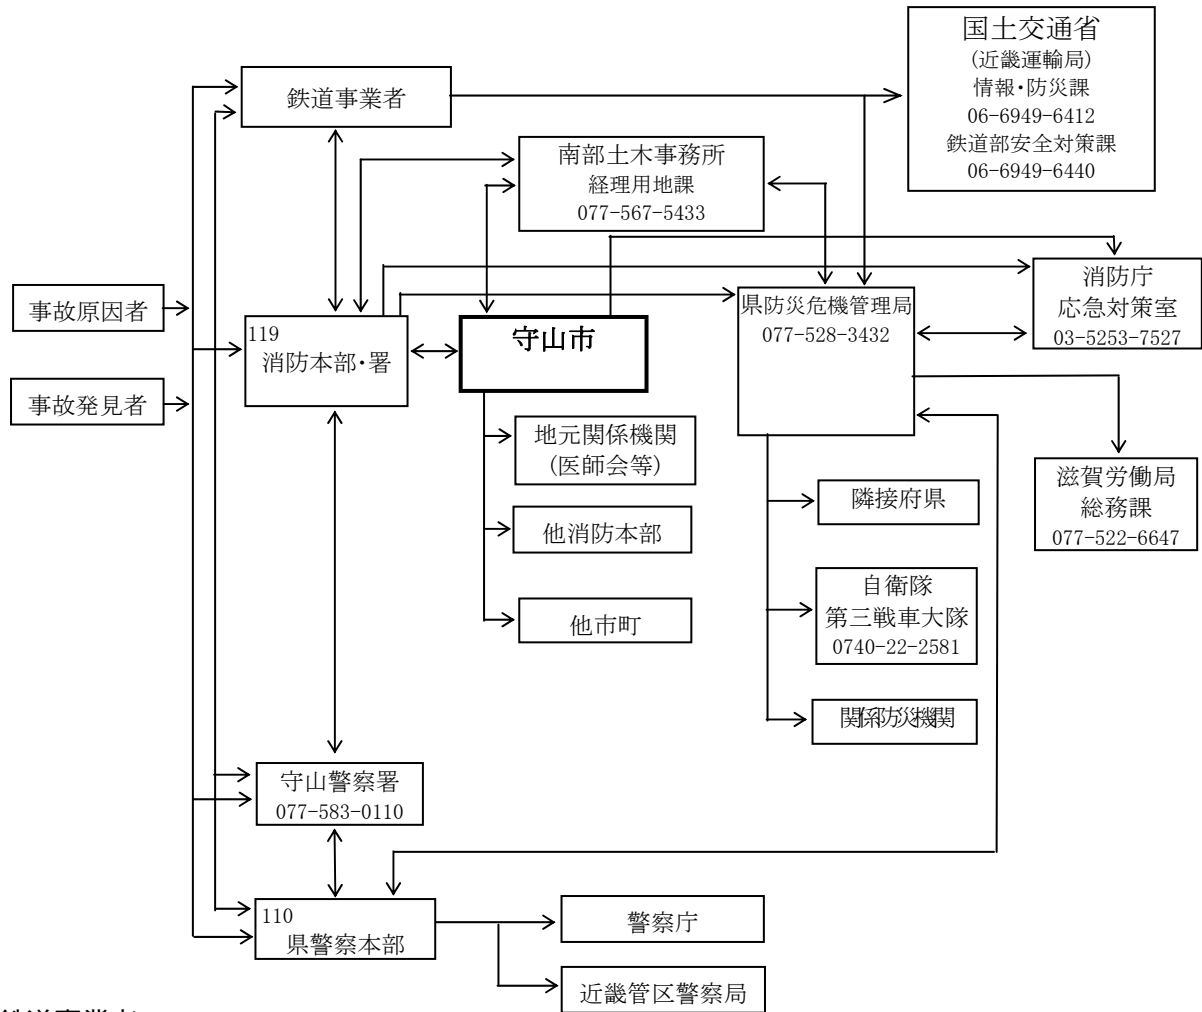 国土交通省
(近畿運輸局)
情報・防災課
06-6949-6412
鉄道部安全対策課
06-6949-6440
鉄道事業者
南部土木事務所
経理用地課
077-567-5433
事故原因者
事故発見者
119
消防本部・署
守山市
県防災危機管理局
077-528-3432
消防庁
応急対策室
03-5253-7527
地元関係機関
(医師会等)
他消防本部
他市町
隣接府県
自衛隊
第三戦車大隊
0740-22-2581
関係防災機関
滋賀労働局
総務課
077-522-6647
守山警察署
077-583-0110
110
県警察本部
警察庁
近畿管区警察局